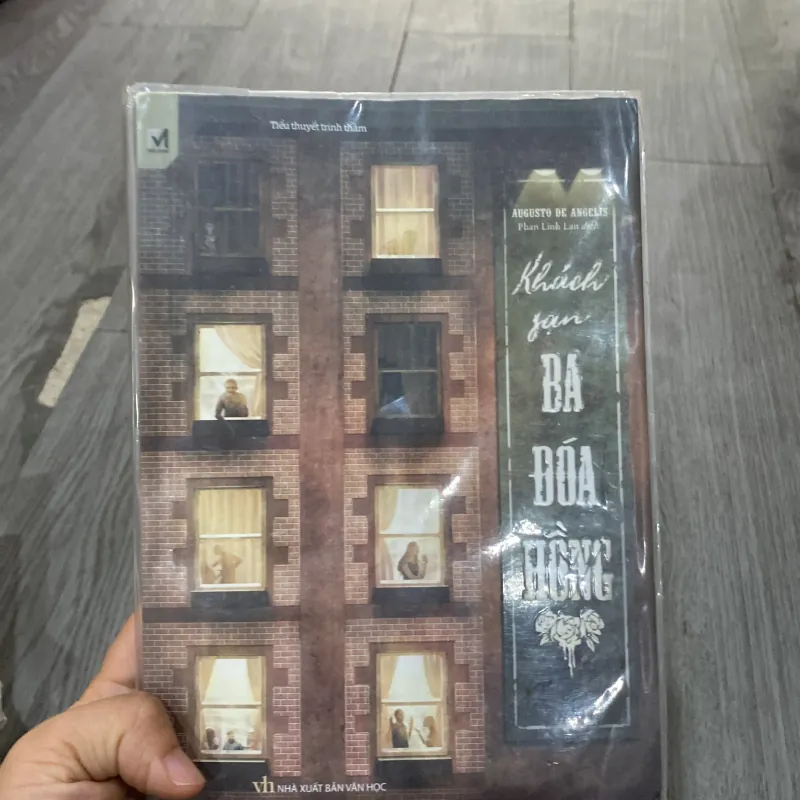 Tiểu thuyết trinh thám
AUGUSTO DE ANGELIS
Phan Linh Lan dịch
Khách
sạn
BA
ĐÓA
HỒNG
vh NHÀ XUẤT BẢN VĂN HỌC